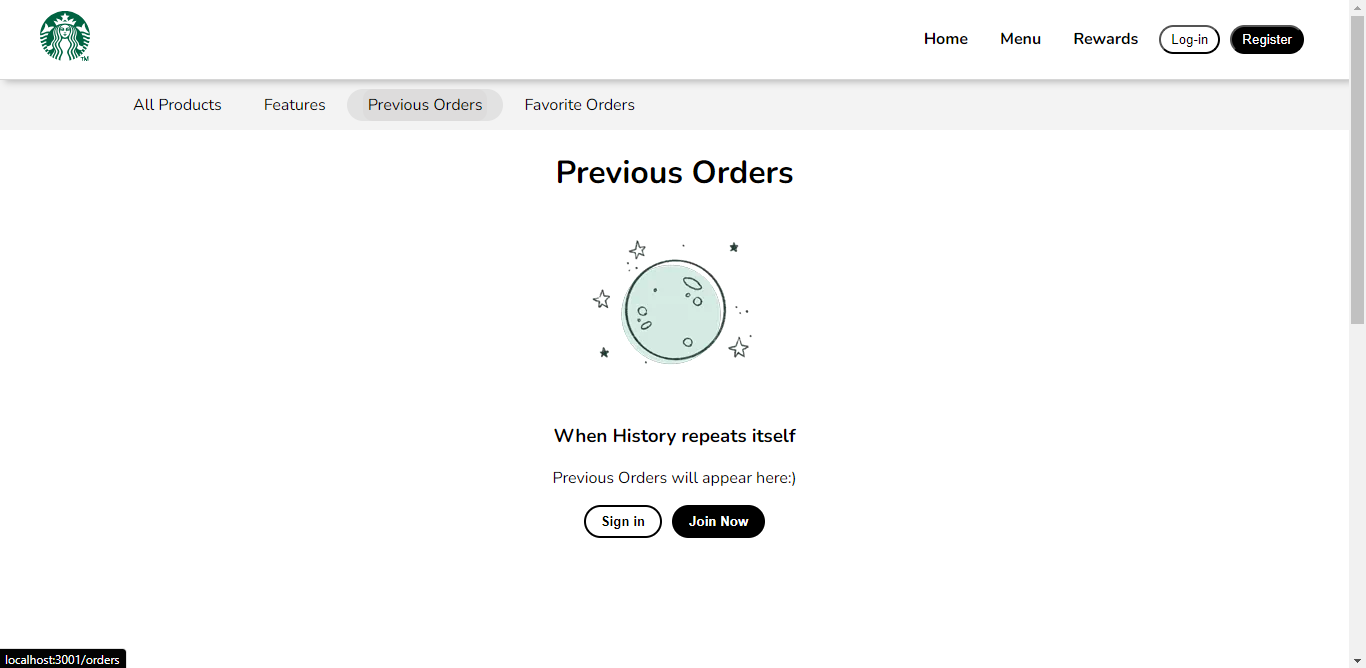 Home Menu Rewards Log-in Register
All Products Features Previous Orders Favorite Orders
Previous Orders
When History repeats itself
Previous Orders will appear here:)
Sign in Join Now
localhost:3001/orders
TM